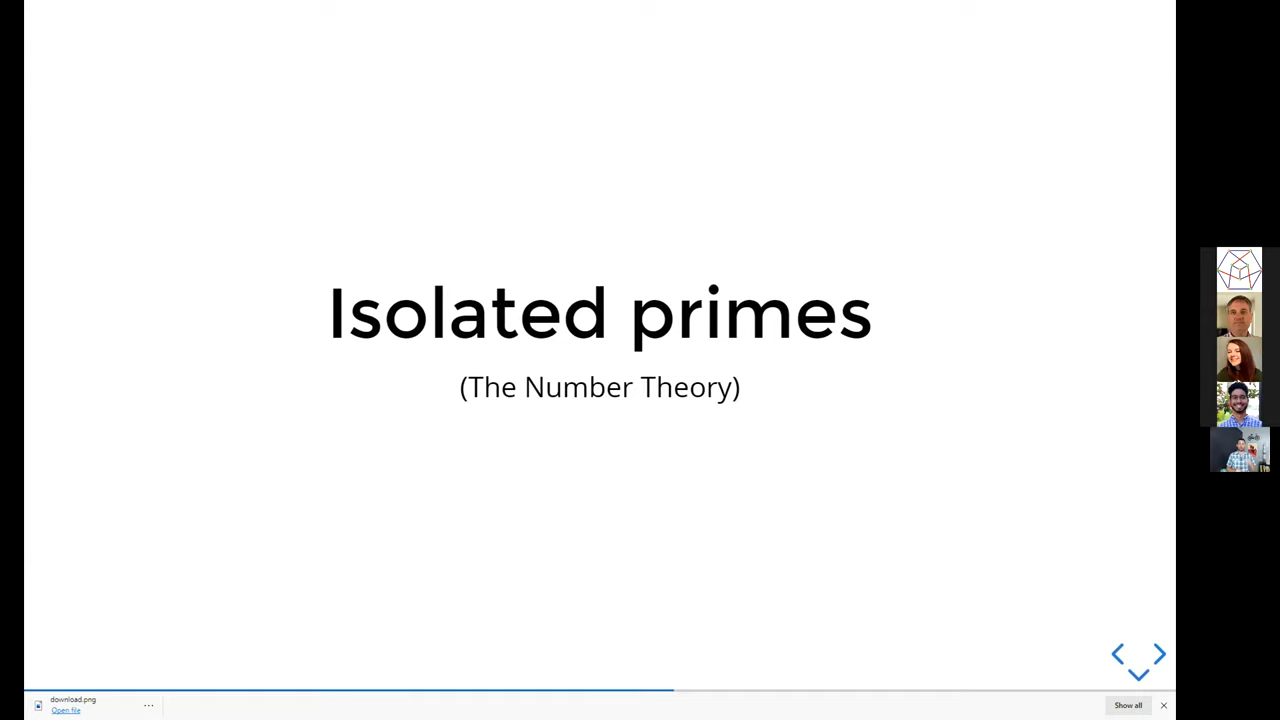 Isolated primes
(The Number Theory)
download.png
Open file
Show all